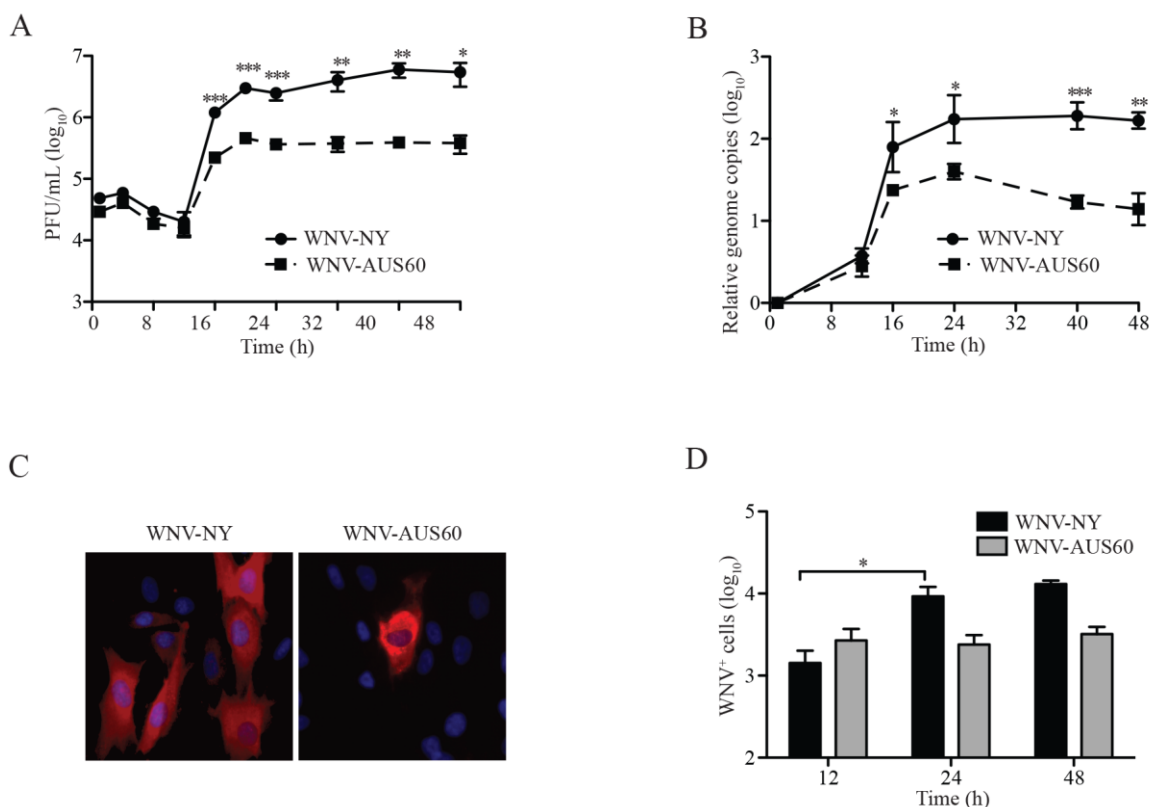 A
PFU/mL (log₁₀)
7
6
5
4
3
*** *** *** ** ** *
WNV-NY
WNV-AUS60
0 8 16 24 32 40 48
Time (h)
B
Relative genome copies (log₁₀)
3
2
1
0
* * *** **
WNV-NY
WNV-AUS60
0 8 16 24 32 40 48
Time (h)
C
WNV-NY WNV-AUS60
D
WNV⁺ cells (log₁₀)
5
4
3
2
*
WNV-NY
WNV-AUS60
12 24 48
Time (h)